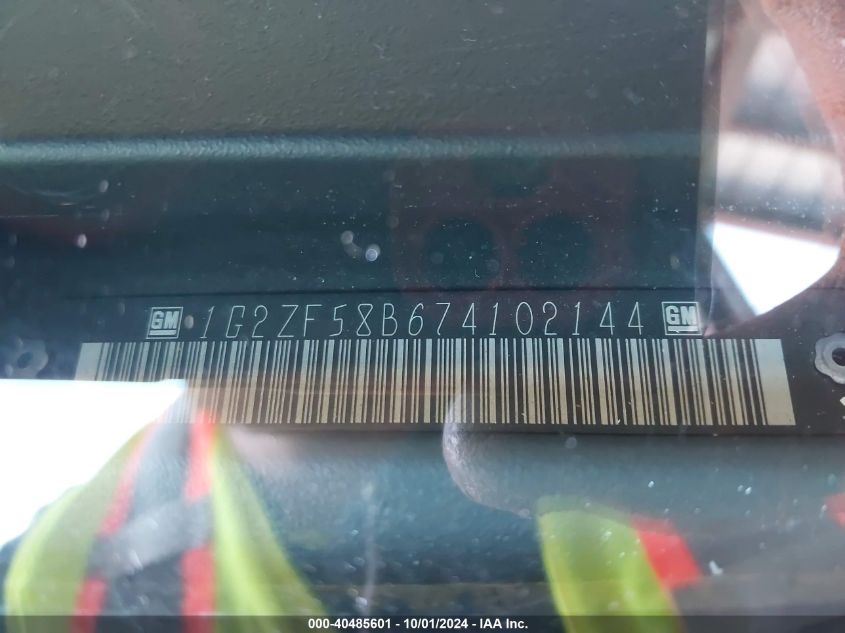 GM 1G2ZF58B674102144 GM
000-40485601 - 10/01/2024 - IAA Inc.